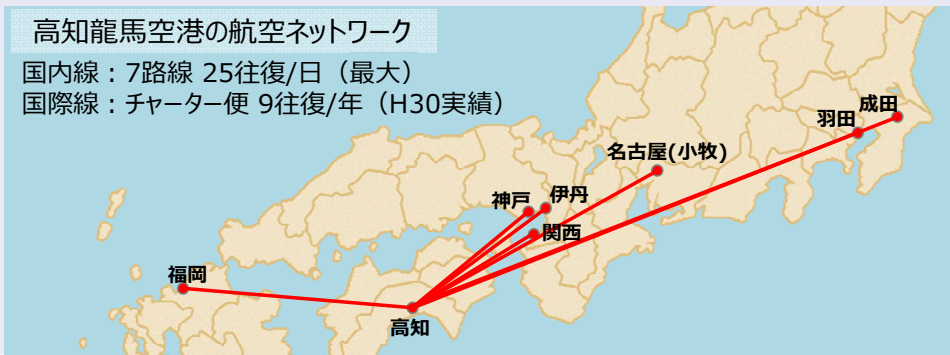 高知龍馬空港の航空ネットワーク
国内線：7路線 25往復/日（最大）
国際線：チャーター便 9往復/年（H30実績）
成田
羽田
名古屋(小牧)
神戸
伊丹
関西
福岡
高知